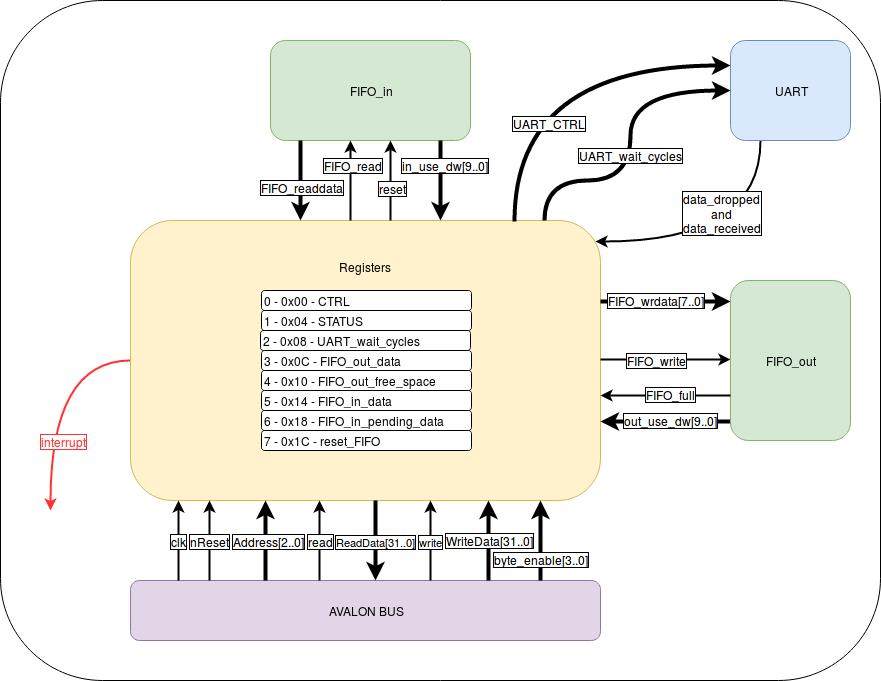 FIFO_in
UART
UART_CTRL
UART_wait_cycles
FIFO_read
in_use_dw[9..0]
FIFO_readdata
reset
data_dropped
and
data_received
Registers
0 - 0x00 - CTRL
1 - 0x04 - STATUS
2 - 0x08 - UART_wait_cycles
3 - 0x0C - FIFO_out_data
4 - 0x10 - FIFO_out_free_space
5 - 0x14 - FIFO_in_data
6 - 0x18 - FIFO_in_pending_data
7 - 0x1C - reset_FIFO
FIFO_wrdata[7..0]
FIFO_write
FIFO_out
FIFO_full
out_use_dw[9..0]
interrupt
clk
nReset
Address[2..0]
read
ReadData[31..0]
write
WriteData[31..0]
byte_enable[3..0]
AVALON BUS